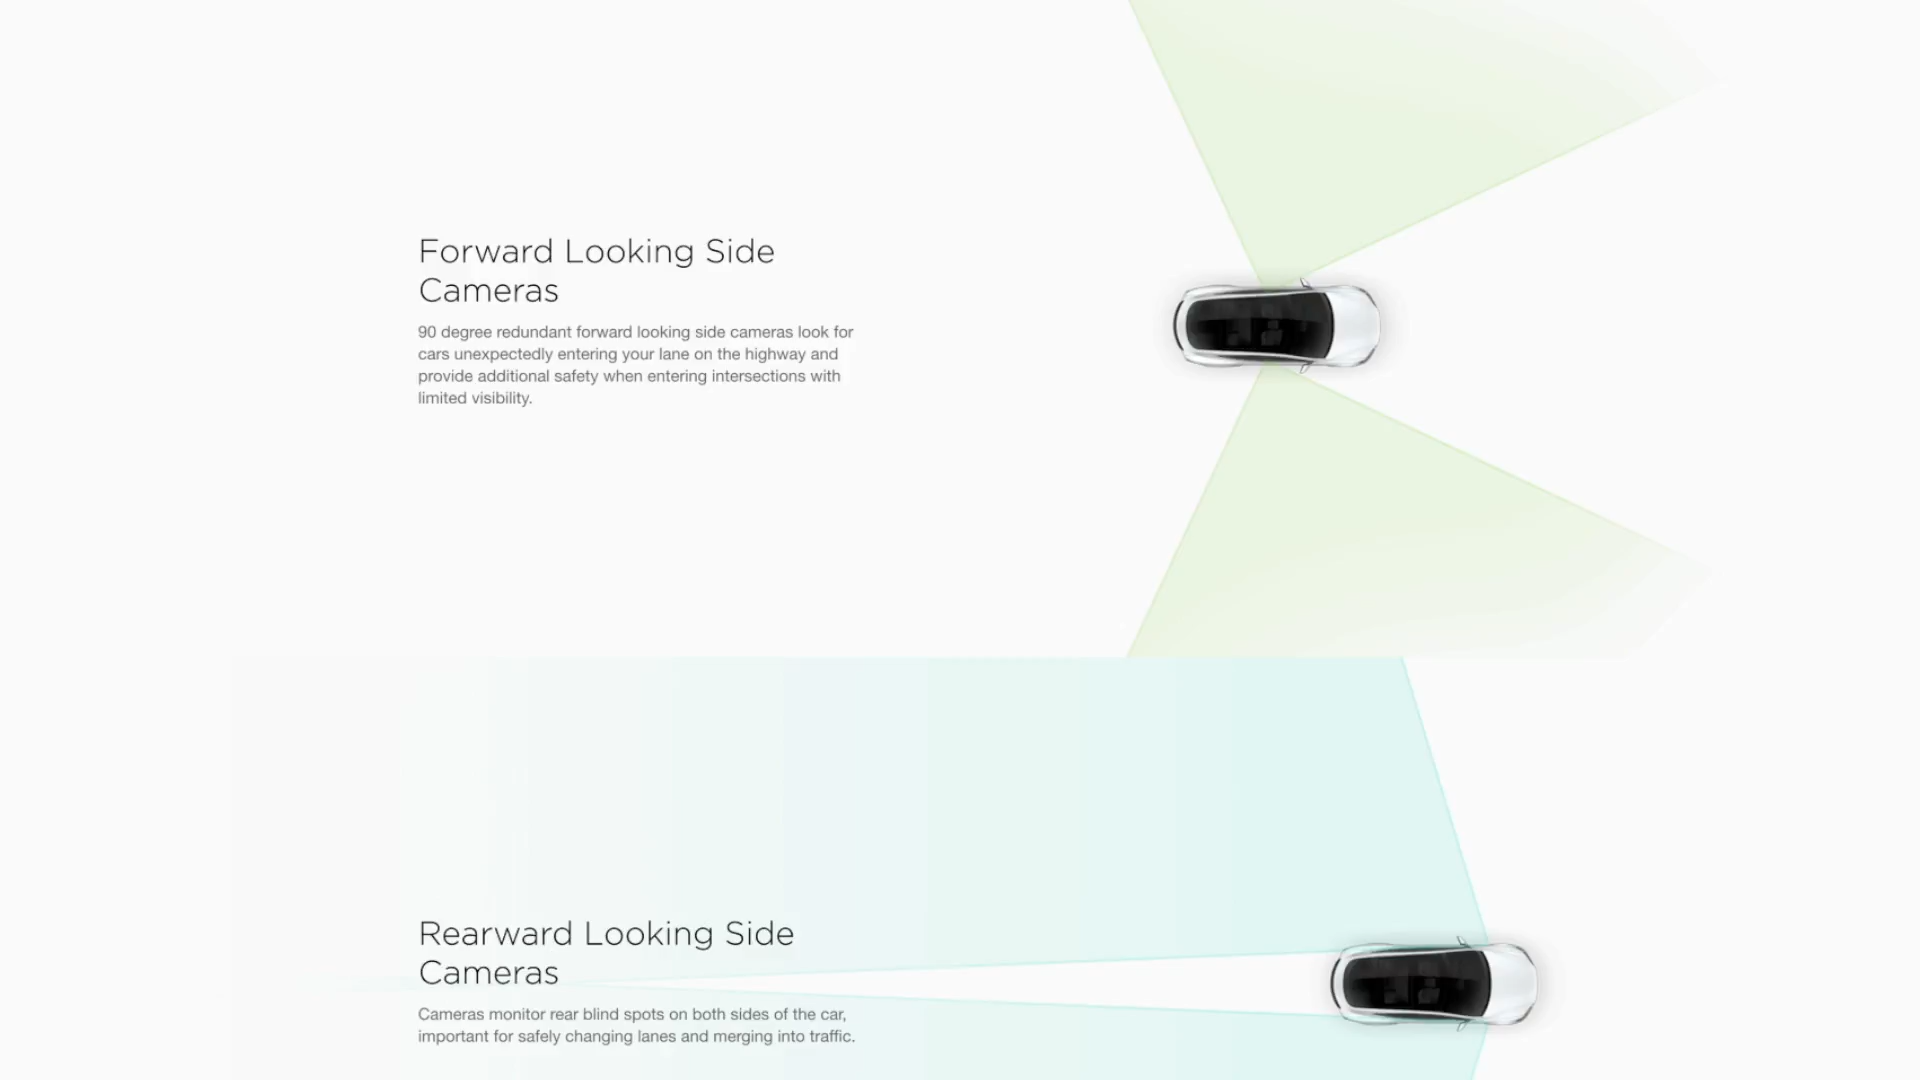 Forward Looking Side
Cameras
90 degree redundant forward looking side cameras look for
cars unexpectedly entering your lane on the highway and
provide additional safety when entering intersections with
limited visibility.
Rearward Looking Side
Cameras
Cameras monitor rear blind spots on both sides of the car,
important for safely changing lanes and merging into traffic.